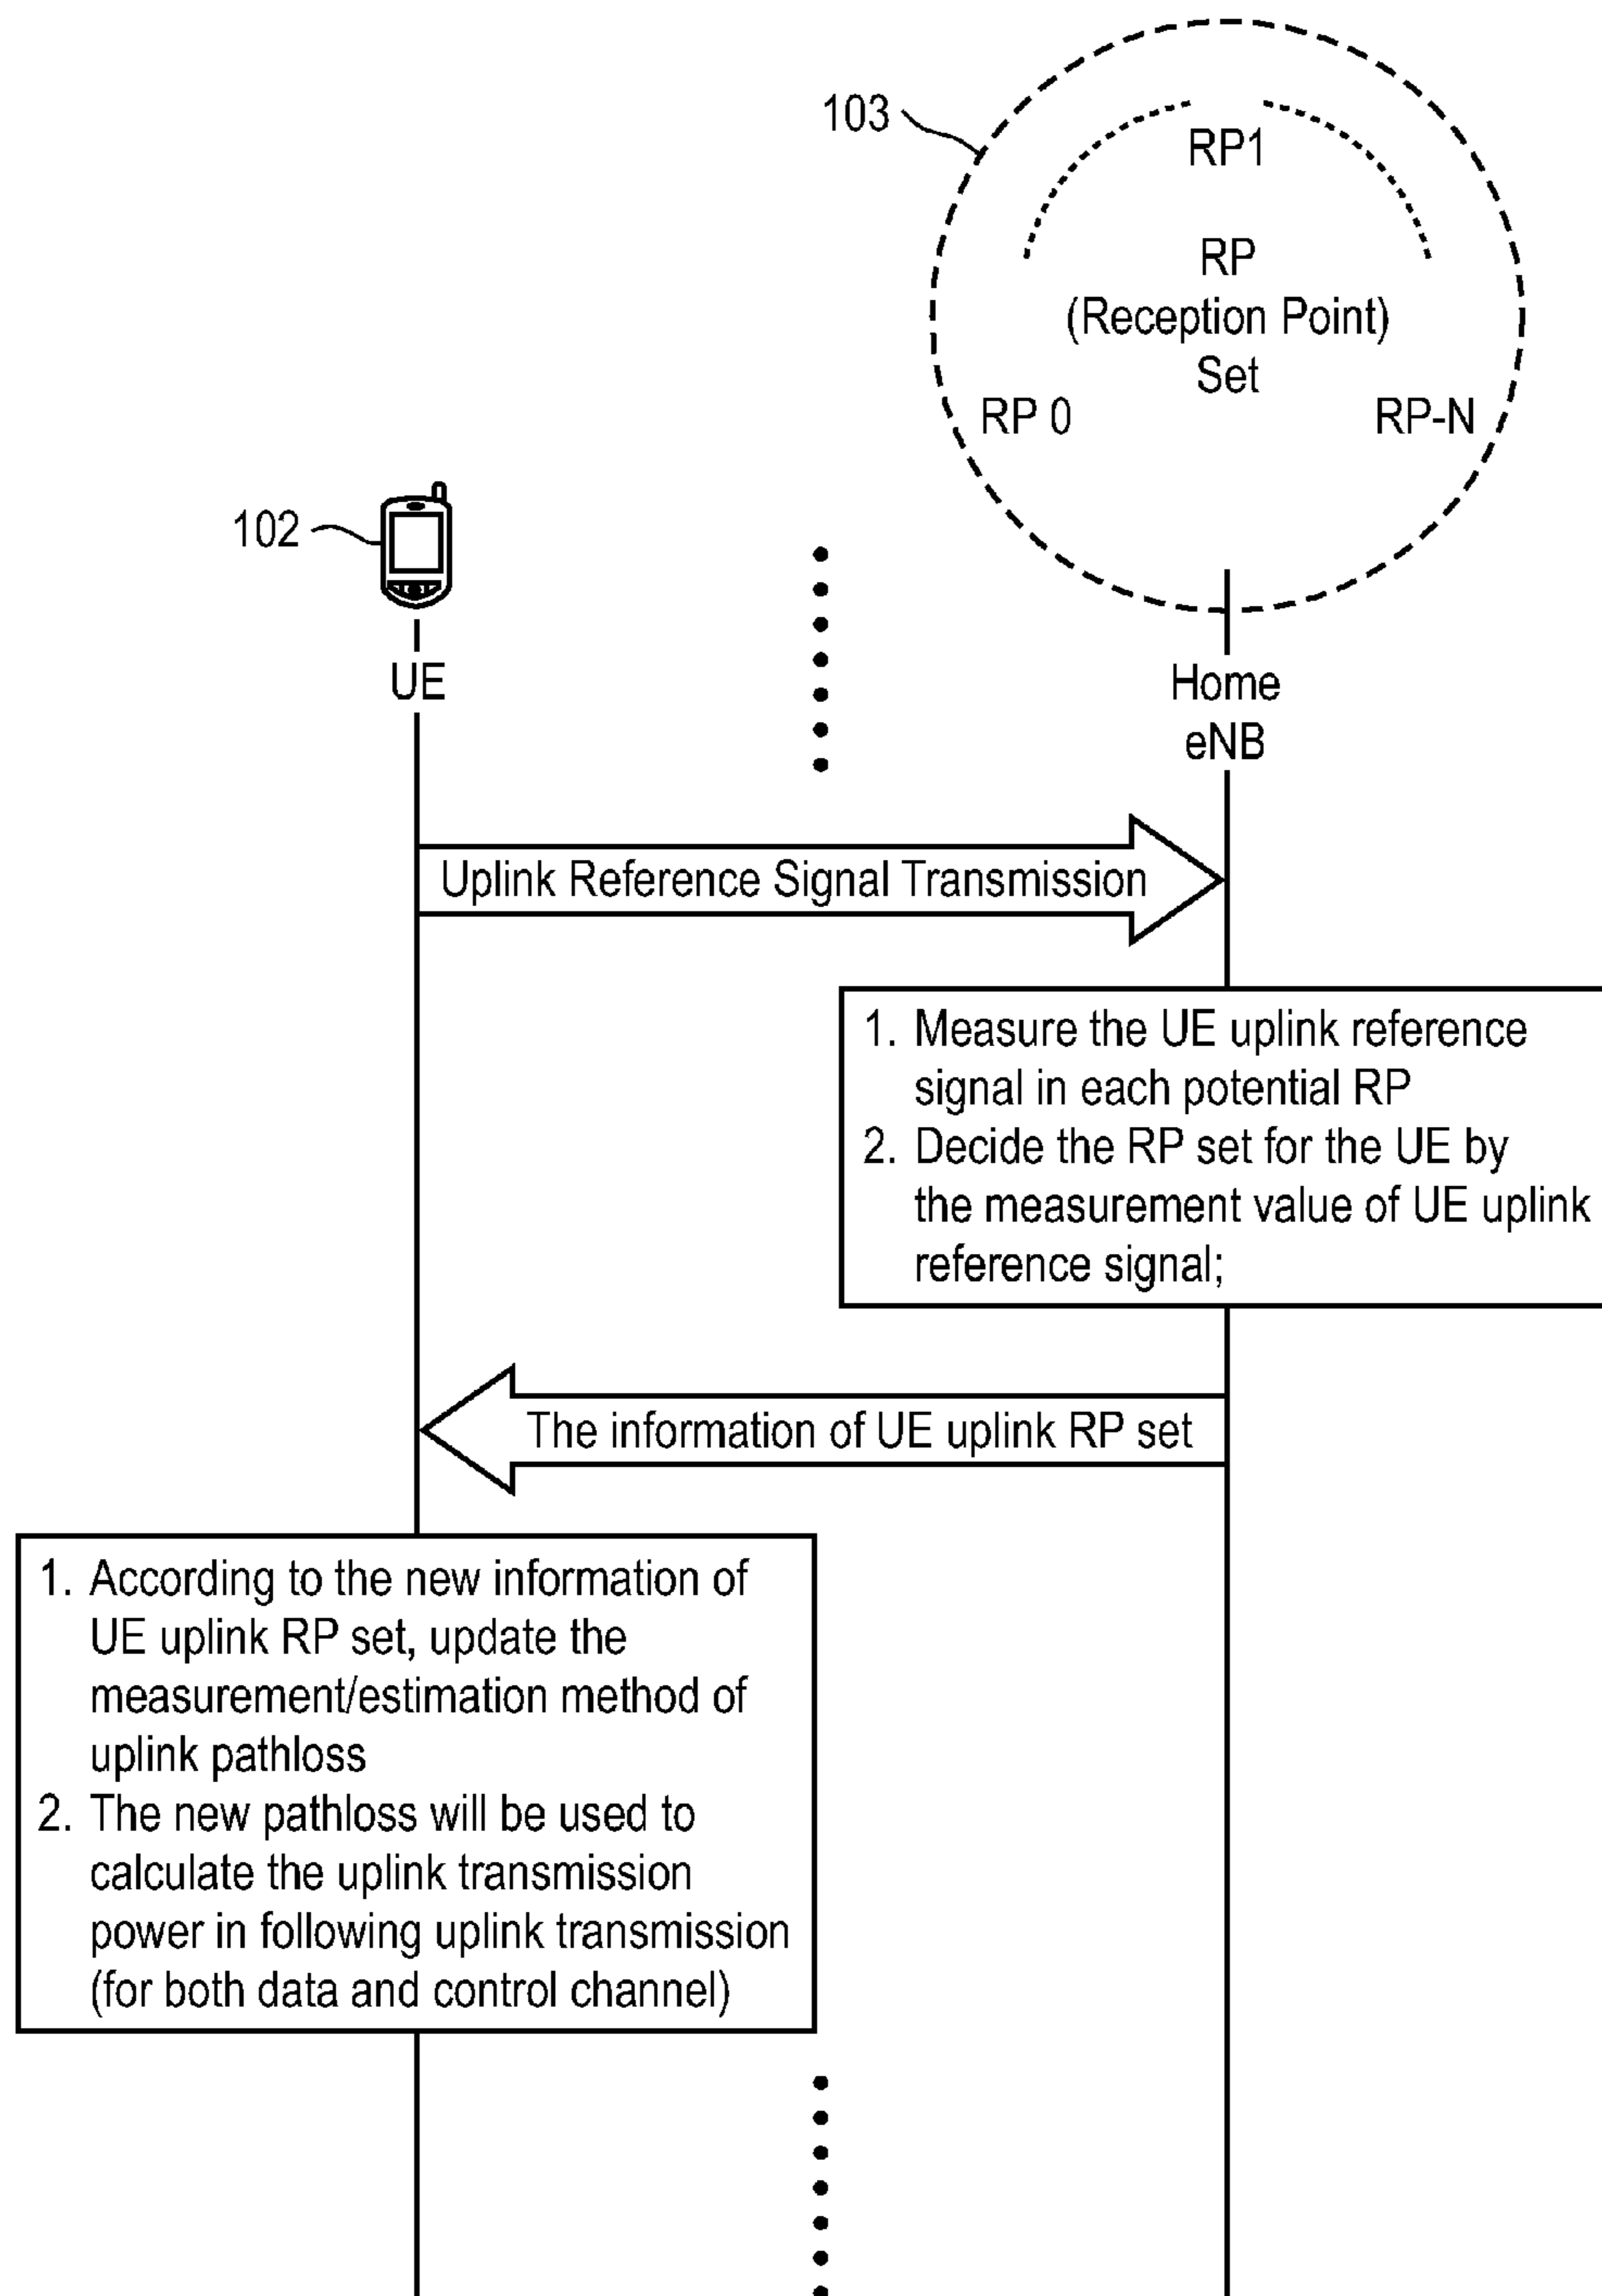 103
RP1
RP
(Reception Point)
Set
RP 0
RP-N
102
UE
Home
eNB
Uplink Reference Signal Transmission
1. Measure the UE uplink reference
signal in each potential RP
2. Decide the RP set for the UE by
the measurement value of UE uplink
reference signal;
The information of UE uplink RP set
1. According to the new information of
UE uplink RP set, update the
measurement/estimation method of
uplink pathloss
2. The new pathloss will be used to
calculate the uplink transmission
power in following uplink transmission
(for both data and control channel)